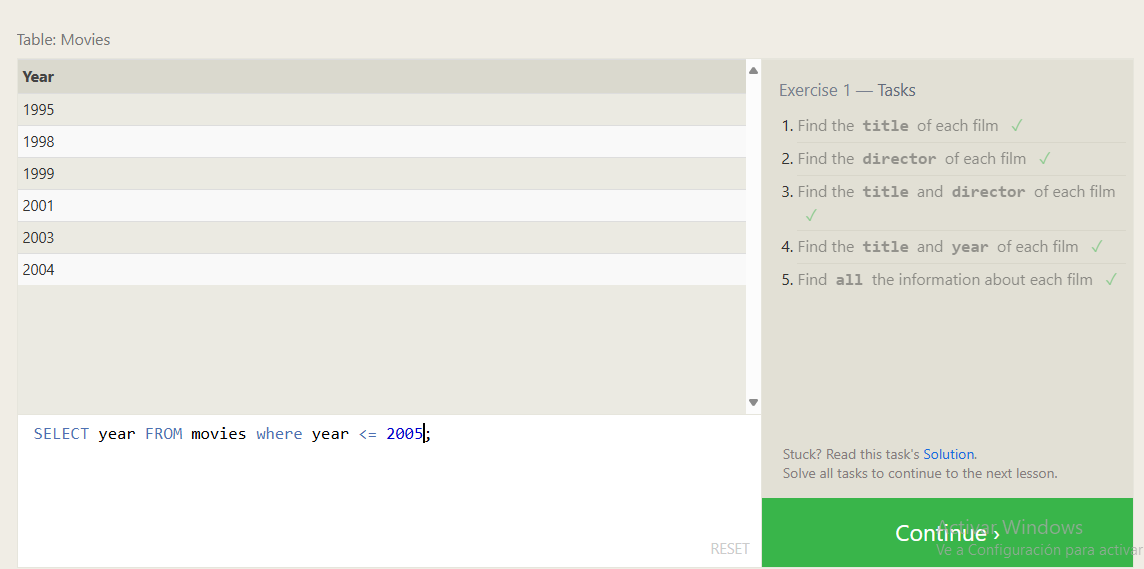 Table: Movies
Year
1995
1998
1999
2001
2003
2004
SELECT year FROM movies where year <= 2005;
RESET
Exercise 1 — Tasks
1. Find the title of each film ✓
2. Find the director of each film ✓
3. Find the title and director of each film
✓
4. Find the title and year of each film ✓
5. Find all the information about each film ✓
Stuck? Read this task's Solution.
Solve all tasks to continue to the next lesson.
Continue ›
Activar Windows
Ve a Configuración para activar